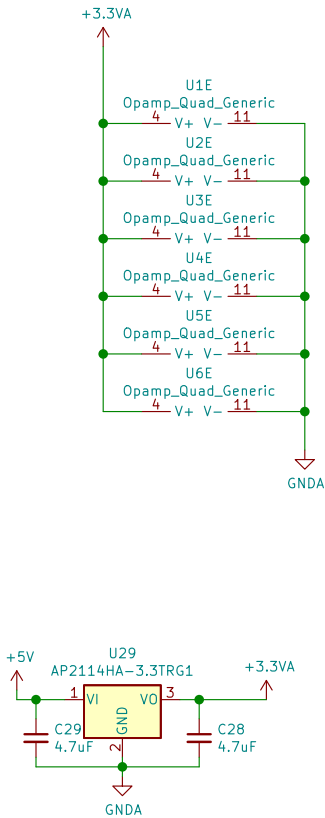 +3.3VA
U1E
Opamp_Quad_Generic
4 V+ V- 11
U2E
Opamp_Quad_Generic
4 V+ V- 11
U3E
Opamp_Quad_Generic
4 V+ V- 11
U4E
Opamp_Quad_Generic
4 V+ V- 11
U5E
Opamp_Quad_Generic
4 V+ V- 11
U6E
Opamp_Quad_Generic
4 V+ V- 11
GNDA
U29
+5V
AP2114HA-3.3TRG1
+3.3VA
1 VI VO 3
GND
2
C29
4.7uF
C28
4.7uF
GNDA